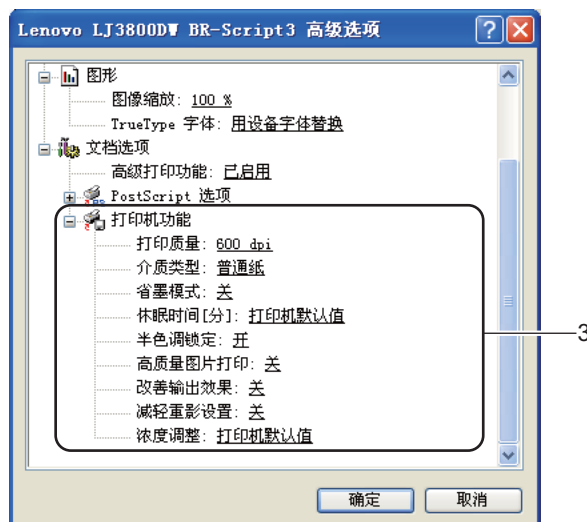 Lenovo LJ3800DW BR-Script3 高级选项
图形
图像缩放: 100 %
TrueType 字体: 用设备字体替换
文档选项
高级打印功能: 已启用
PostScript 选项
打印机功能
打印质量: 600 dpi
介质类型: 普通纸
省墨模式: 关
休眠时间[分]: 打印机默认值
半色调锁定: 开
3
高质量图片打印: 关
改善输出效果: 关
减轻重影设置: 关
浓度调整: 打印机默认值
确定 取消